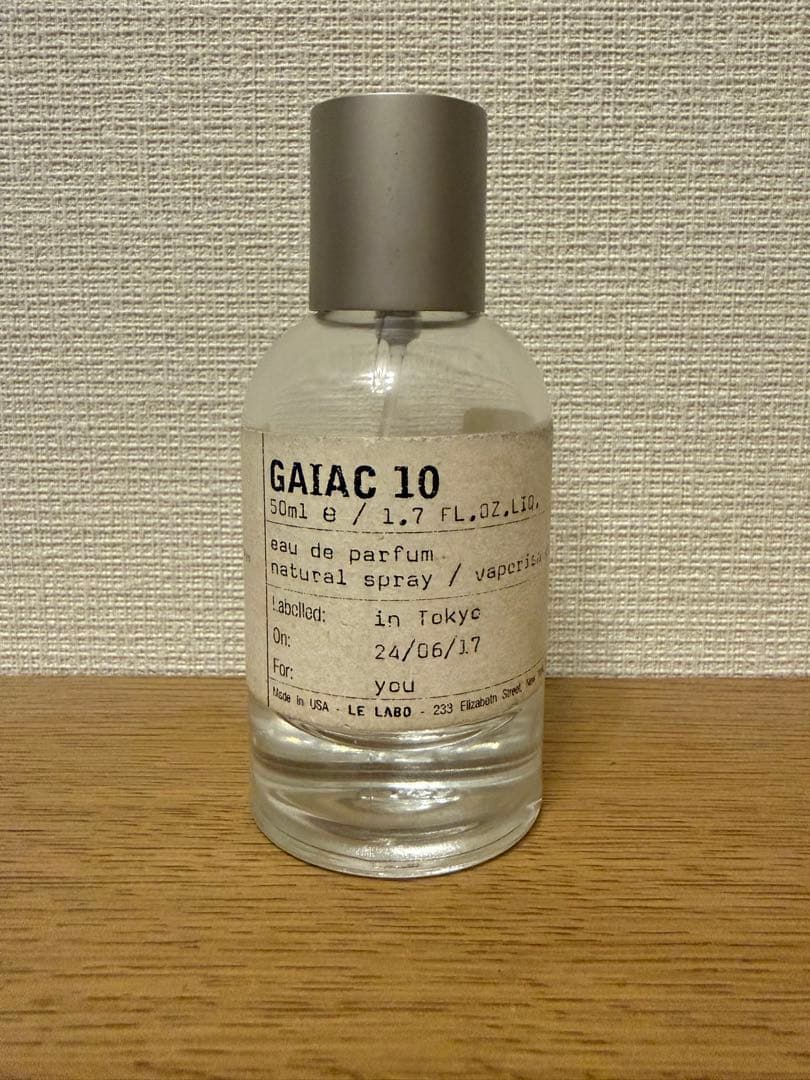 GAIAC 10
50ml e / 1.7 FL.OZ.LIQ.
eau de parfum
natural spray /
Labelled: in Tokyo
On: 24/06/17
For: you
Made in USA - LE LABO - 233 Elizabeth Street, New